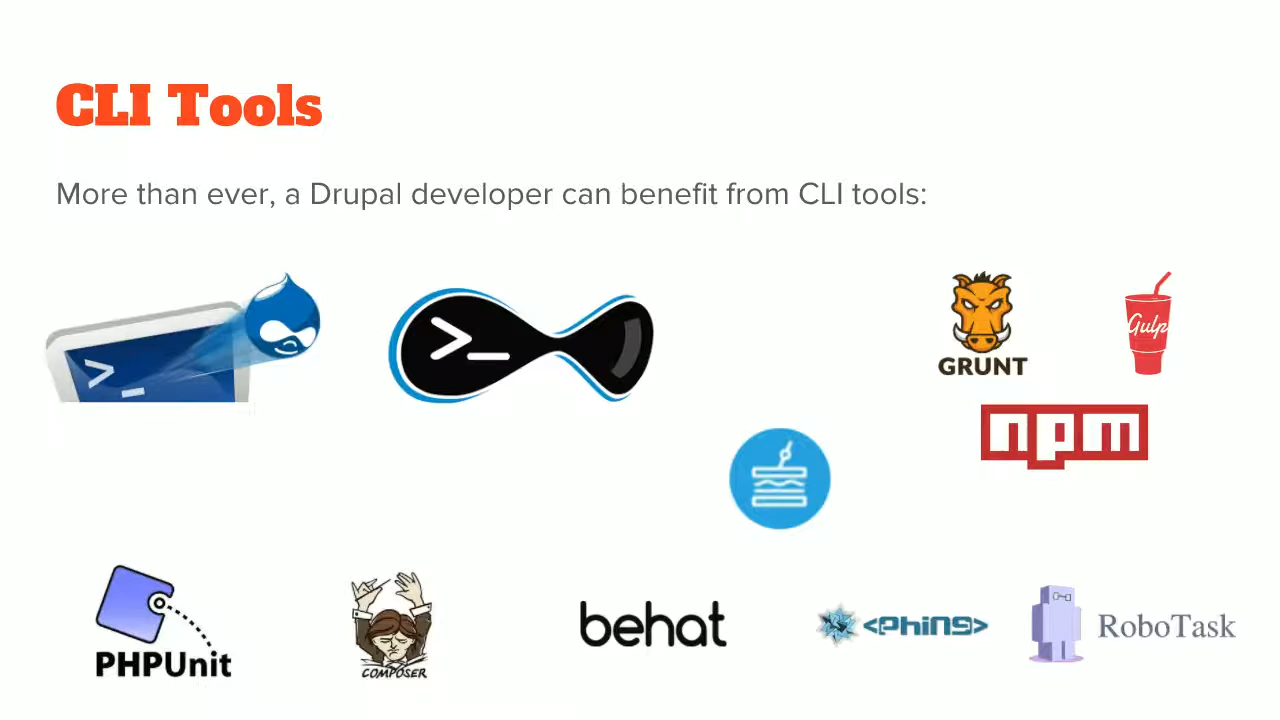 CLI Tools
More than ever, a Drupal developer can benefit from CLI tools:
>_
>_
GRUNT
Gulp
npm
PHPUnit
COMPOSER
behat
<phing>
RoboTask